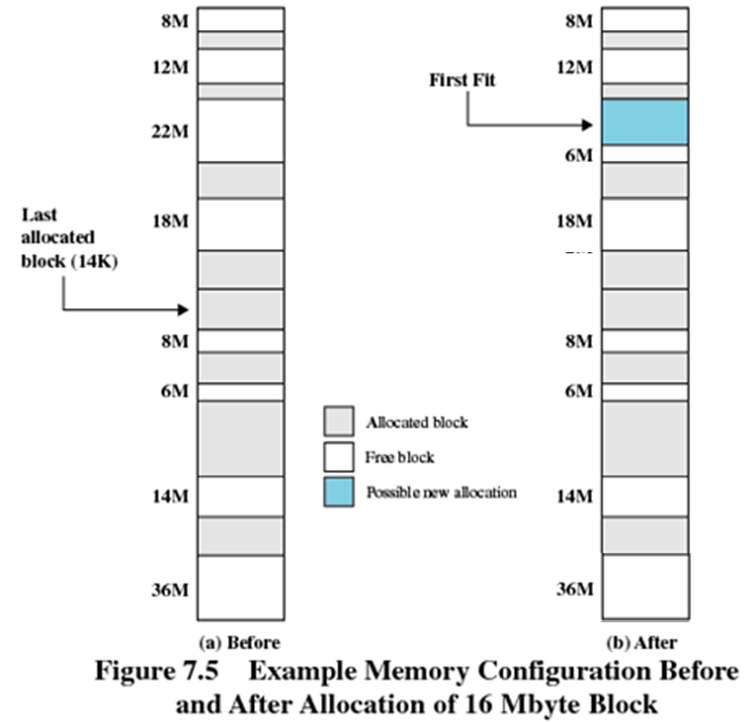 8M
12M
22M
18M
Last
allocated
block (14K)
8M
6M
14M
36M
(a) Before
Allocated block
Free block
Possible new allocation
8M
12M
First Fit
6M
18M
8M
6M
14M
36M
(b) After
Figure 7.5 Example Memory Configuration Before
and After Allocation of 16 Mbyte Block